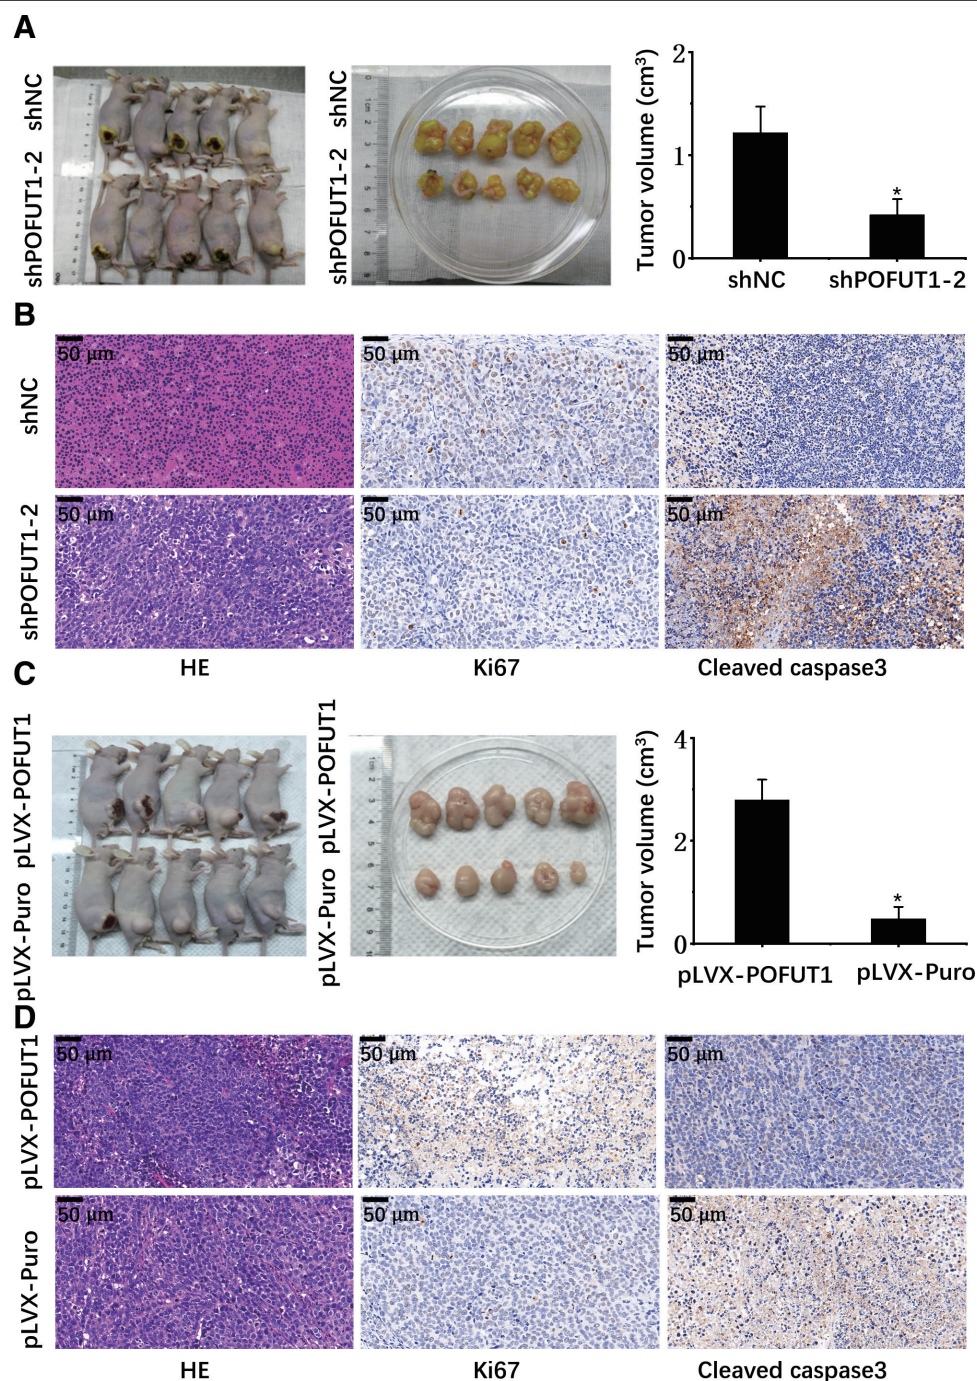 A
shNC
shPOFUT1-2
shNC
shPOFUT1-2
Tumor volume (cm³)
2
1
0
*
shNC
shPOFUT1-2
B
shNC
shPOFUT1-2
50 μm
50 μm
50 μm
50 μm
50 μm
50 μm
HE
Ki67
Cleaved caspase3
C
pLVX-POFUT1
pLVX-Puro
pLVX-POFUT1
pLVX-Puro
Tumor volume (cm³)
4
2
0
*
pLVX-POFUT1
pLVX-Puro
D
pLVX-POFUT1
pLVX-Puro
50 μm
50 μm
50 μm
50 μm
50 μm
50 μm
HE
Ki67
Cleaved caspase3